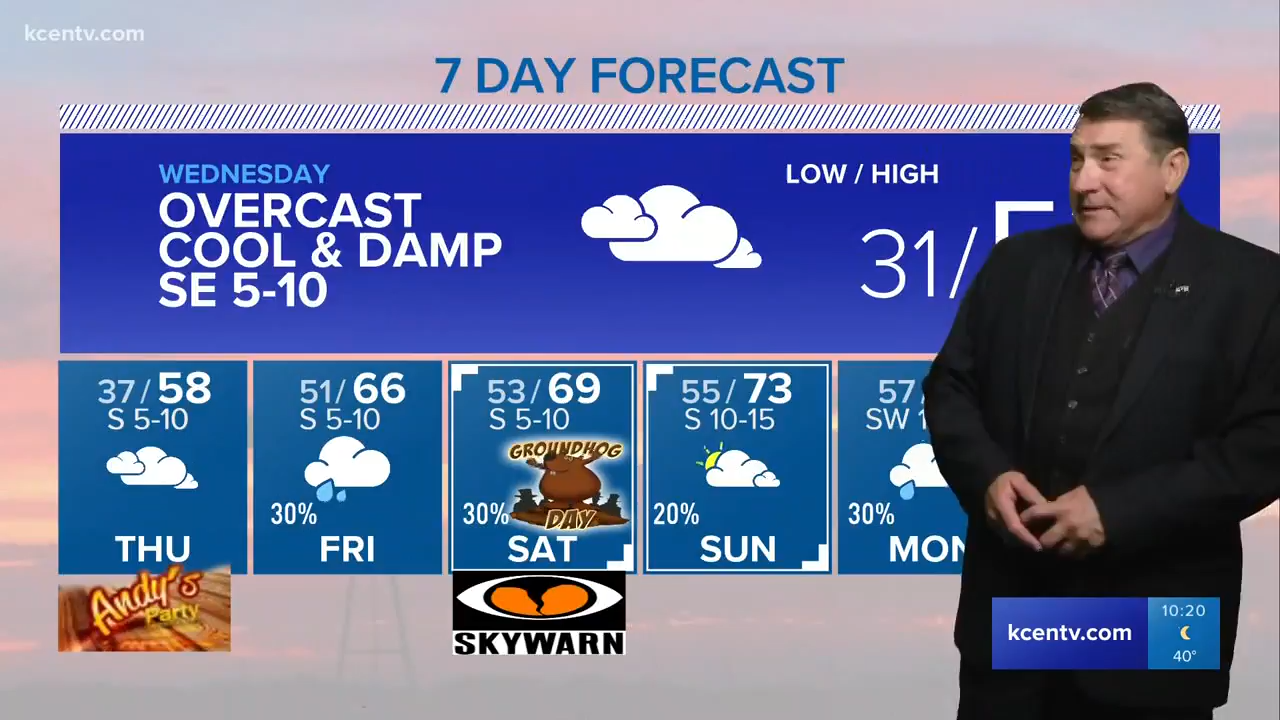 kcentv.com
7 DAY FORECAST
WEDNESDAY
OVERCAST
COOL & DAMP
SE 5-10
LOW / HIGH
31/
37/58
S 5-10
THU
51/66
S 5-10
30%
FRI
53/69
S 5-10
GROUNDHOG
DAY
30%
SAT
55/73
S 10-15
20%
SUN
57/
SW 1
30%
MON
Andy's
Party
SKYWARN
kcentv.com
10:20
40°